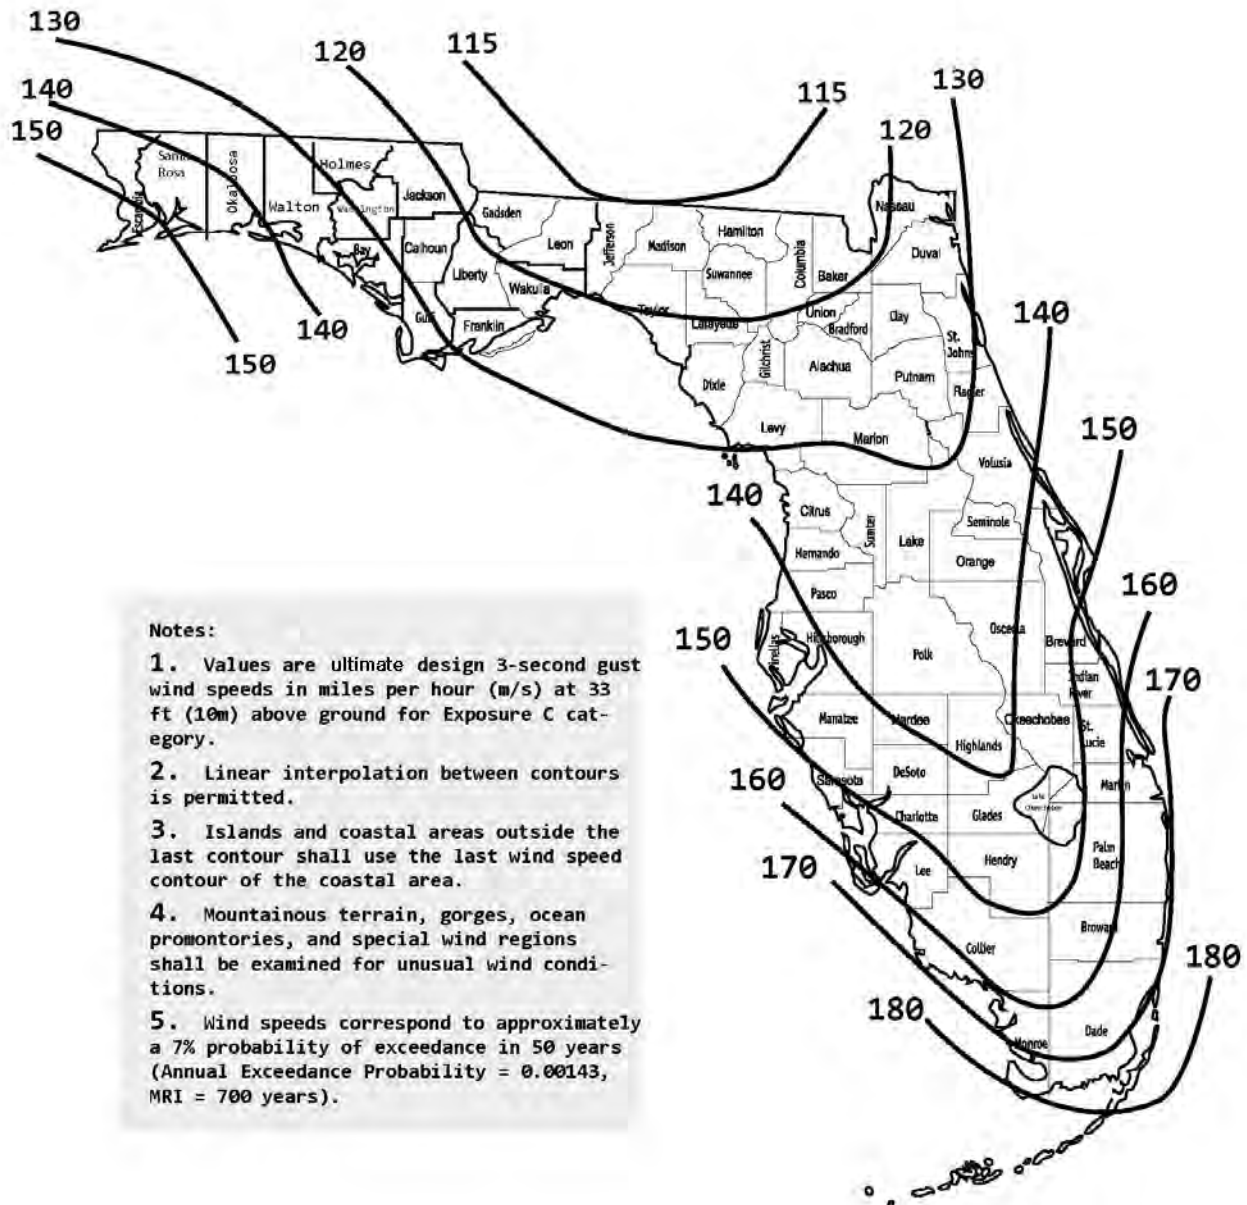 130
120
115
140
115
130
150
120
Santa
Rosa
Okaloosa
Holmes
Escambia
Walton
Washington
Jackson
Gadsden
Nassau
Bay
Calhoun
Leon
Jefferson
Madison
Hamilton
Columbia
Baker
Duval
Liberty
Wakulla
Suwannee
Gulf
Franklin
Taylor
Lafayette
Union
Bradford
Clay
St.
Johns
140
150
140
Dixie
Gilchrist
Alachua
Putnam
Flagler
Levy
Marion
150
Volusia
140
Citrus
Sumter
Lake
Seminole
Hernando
Orange
Pasco
160
150
Pinellas
Hillsborough
Polk
Osceola
Brevard
Indian
River
170
Manatee
Hardee
Highlands
Okeechobee
St.
Lucie
160
Sarasota
DeSoto
Martin
Charlotte
Glades
170
Lee
Hendry
Palm
Beach
Collier
Broward
180
180
Monroe
Dade
Notes:
1. Values are ultimate design 3-second gust
wind speeds in miles per hour (m/s) at 33
ft (10m) above ground for Exposure C cat-
egory.
2. Linear interpolation between contours
is permitted.
3. Islands and coastal areas outside the
last contour shall use the last wind speed
contour of the coastal area.
4. Mountainous terrain, gorges, ocean
promontories, and special wind regions
shall be examined for unusual wind condi-
tions.
5. Wind speeds correspond to approximately
a 7% probability of exceedance in 50 years
(Annual Exceedance Probability = 0.00143,
MRI = 700 years).